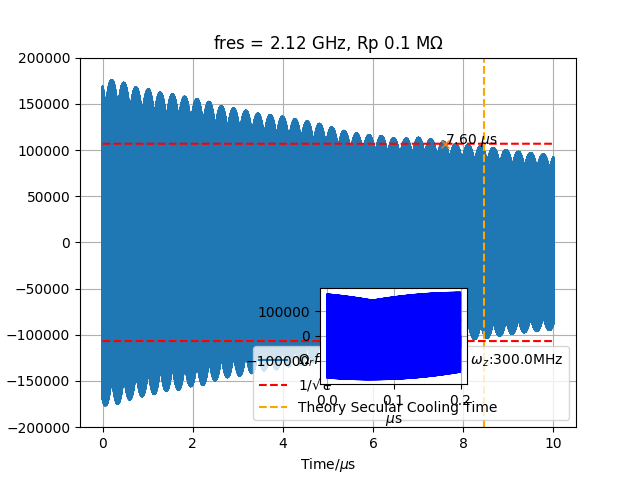 fres = 2.12 GHz, Rp 0.1 MΩ
200000
150000
100000
50000
0
−50000
−100000
−150000
−200000
7.60 μs
100000
0
−100000
0.0 0.1 0.2
μs
ω_z:300.0MHz
Theory Secular Cooling Time
0 2 4 6 8 10
Time/μs